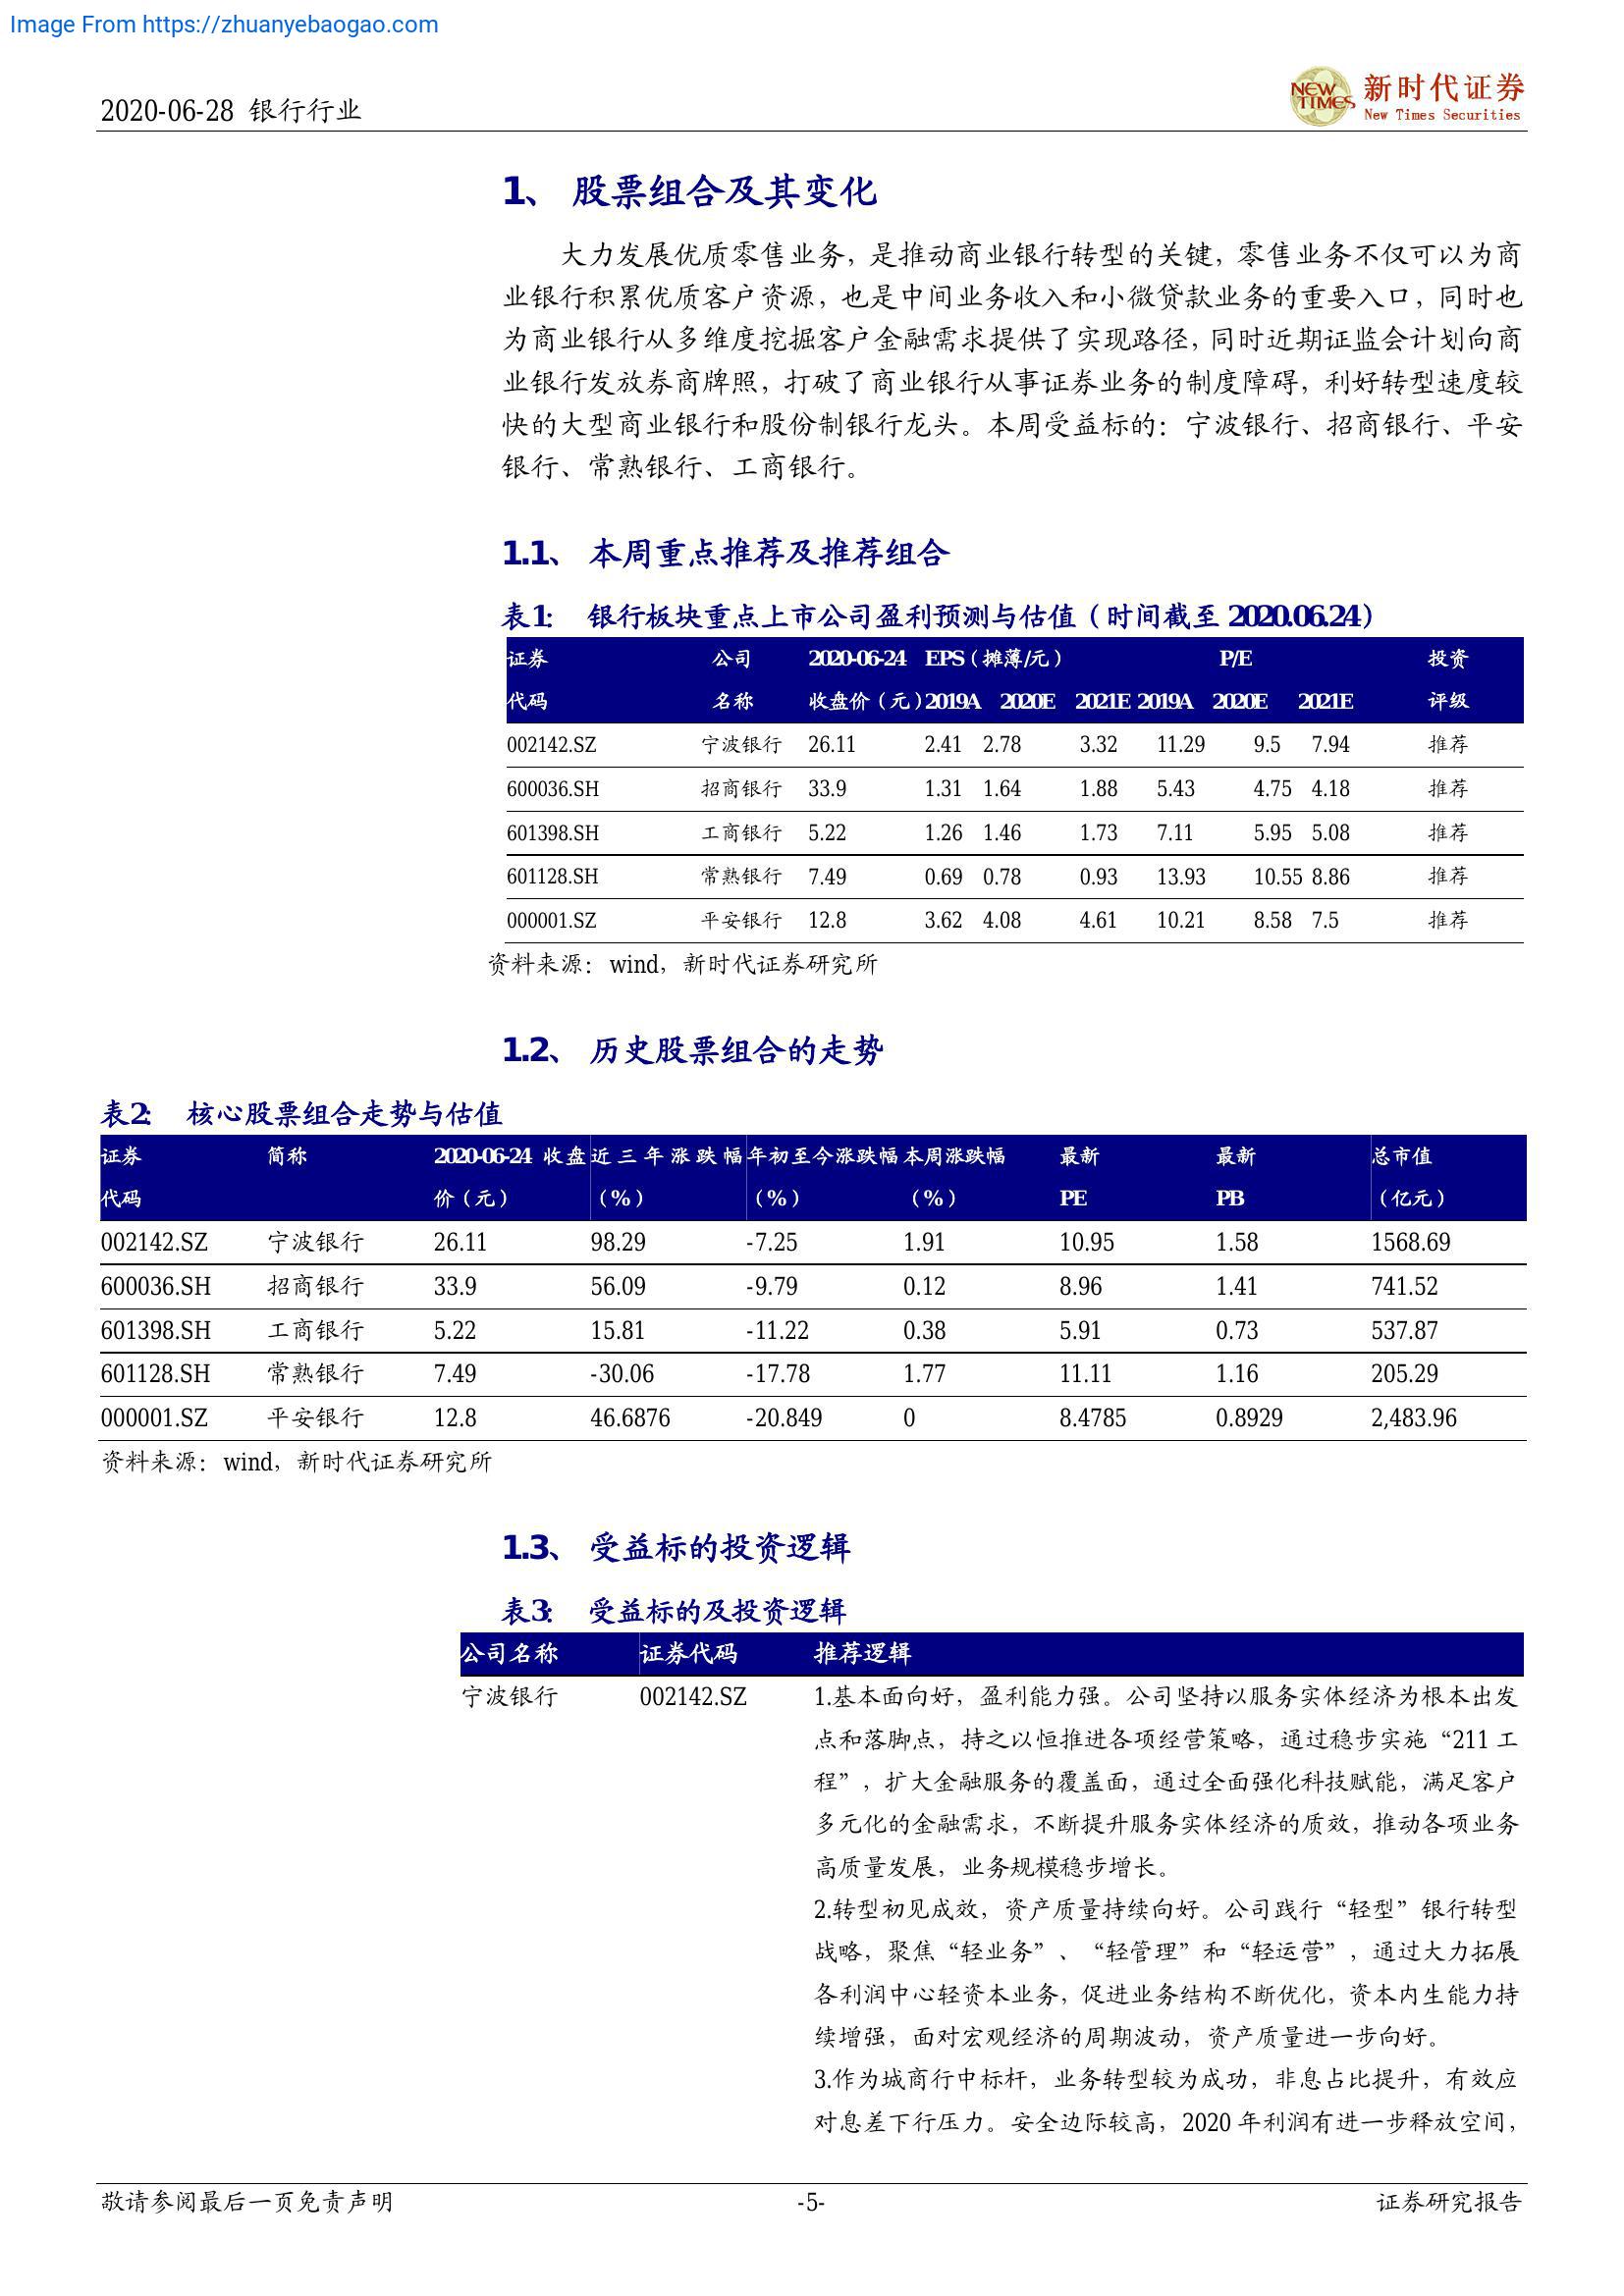 Image From https://zhuanyebaogao.com
2020-06-28 银行行业
NEW TIMES 新时代证券
New Times Securities
1、 股票组合及其变化
大力发展优质零售业务，是推动商业银行转型的关键，零售业务不仅可以为商
业银行积累优质客户资源，也是中间业务收入和小微贷款业务的重要入口，同时也
为商业银行从多维度挖掘客户金融需求提供了实现路径，同时近期证监会计划向商
业银行发放券商牌照，打破了商业银行从事证券业务的制度障碍，利好转型速度较
快的大型商业银行和股份制银行龙头。本周受益标的：宁波银行、招商银行、平安
银行、常熟银行、工商银行。
1.1、 本周重点推荐及推荐组合
表1： 银行板块重点上市公司盈利预测与估值（时间截至 2020.06.24）
证券 公司 2020-06-24 EPS（摊薄/元） P/E 投资
代码 名称 收盘价（元） 2019A 2020E 2021E 2019A 2020E 2021E 评级
002142.SZ 宁波银行 26.11 2.41 2.78 3.32 11.29 9.5 7.94 推荐
600036.SH 招商银行 33.9 1.31 1.64 1.88 5.43 4.75 4.18 推荐
601398.SH 工商银行 5.22 1.26 1.46 1.73 7.11 5.95 5.08 推荐
601128.SH 常熟银行 7.49 0.69 0.78 0.93 13.93 10.55 8.86 推荐
000001.SZ 平安银行 12.8 3.62 4.08 4.61 10.21 8.58 7.5 推荐
资料来源：wind，新时代证券研究所
1.2、 历史股票组合的走势
表2： 核心股票组合走势与估值
证券 简称 2020-06-24 收盘 近三年涨跌幅 年初至今涨跌幅 本周涨跌幅 最新 最新 总市值
代码 价（元） （%） （%） （%） PE PB （亿元）
002142.SZ 宁波银行 26.11 98.29 -7.25 1.91 10.95 1.58 1568.69
600036.SH 招商银行 33.9 56.09 -9.79 0.12 8.96 1.41 741.52
601398.SH 工商银行 5.22 15.81 -11.22 0.38 5.91 0.73 537.87
601128.SH 常熟银行 7.49 -30.06 -17.78 1.77 11.11 1.16 205.29
000001.SZ 平安银行 12.8 46.6876 -20.849 0 8.4785 0.8929 2,483.96
资料来源：wind，新时代证券研究所
1.3、 受益标的投资逻辑
表3： 受益标的及投资逻辑
公司名称 证券代码 推荐逻辑
宁波银行 002142.SZ 1.基本面向好，盈利能力强。公司坚持以服务实体经济为根本出发
点和落脚点，持之以恒推进各项经营策略，通过稳步实施“211 工
程”，扩大金融服务的覆盖面，通过全面强化科技赋能，满足客户
多元化的金融需求，不断提升服务实体经济的质效，推动各项业务
高质量发展，业务规模稳步增长。
2.转型初见成效，资产质量持续向好。公司践行“轻型”银行转型
战略，聚焦“轻业务”、“轻管理”和“轻运营”，通过大力拓展
各利润中心轻资本业务，促进业务结构不断优化，资本内生能力持
续增强，面对宏观经济的周期波动，资产质量进一步向好。
3.作为城商行中标杆，业务转型较为成功，非息占比提升，有效应
对息差下行压力。安全边际较高，2020 年利润有进一步释放空间，
敬请参阅最后一页免责声明 -5- 证券研究报告